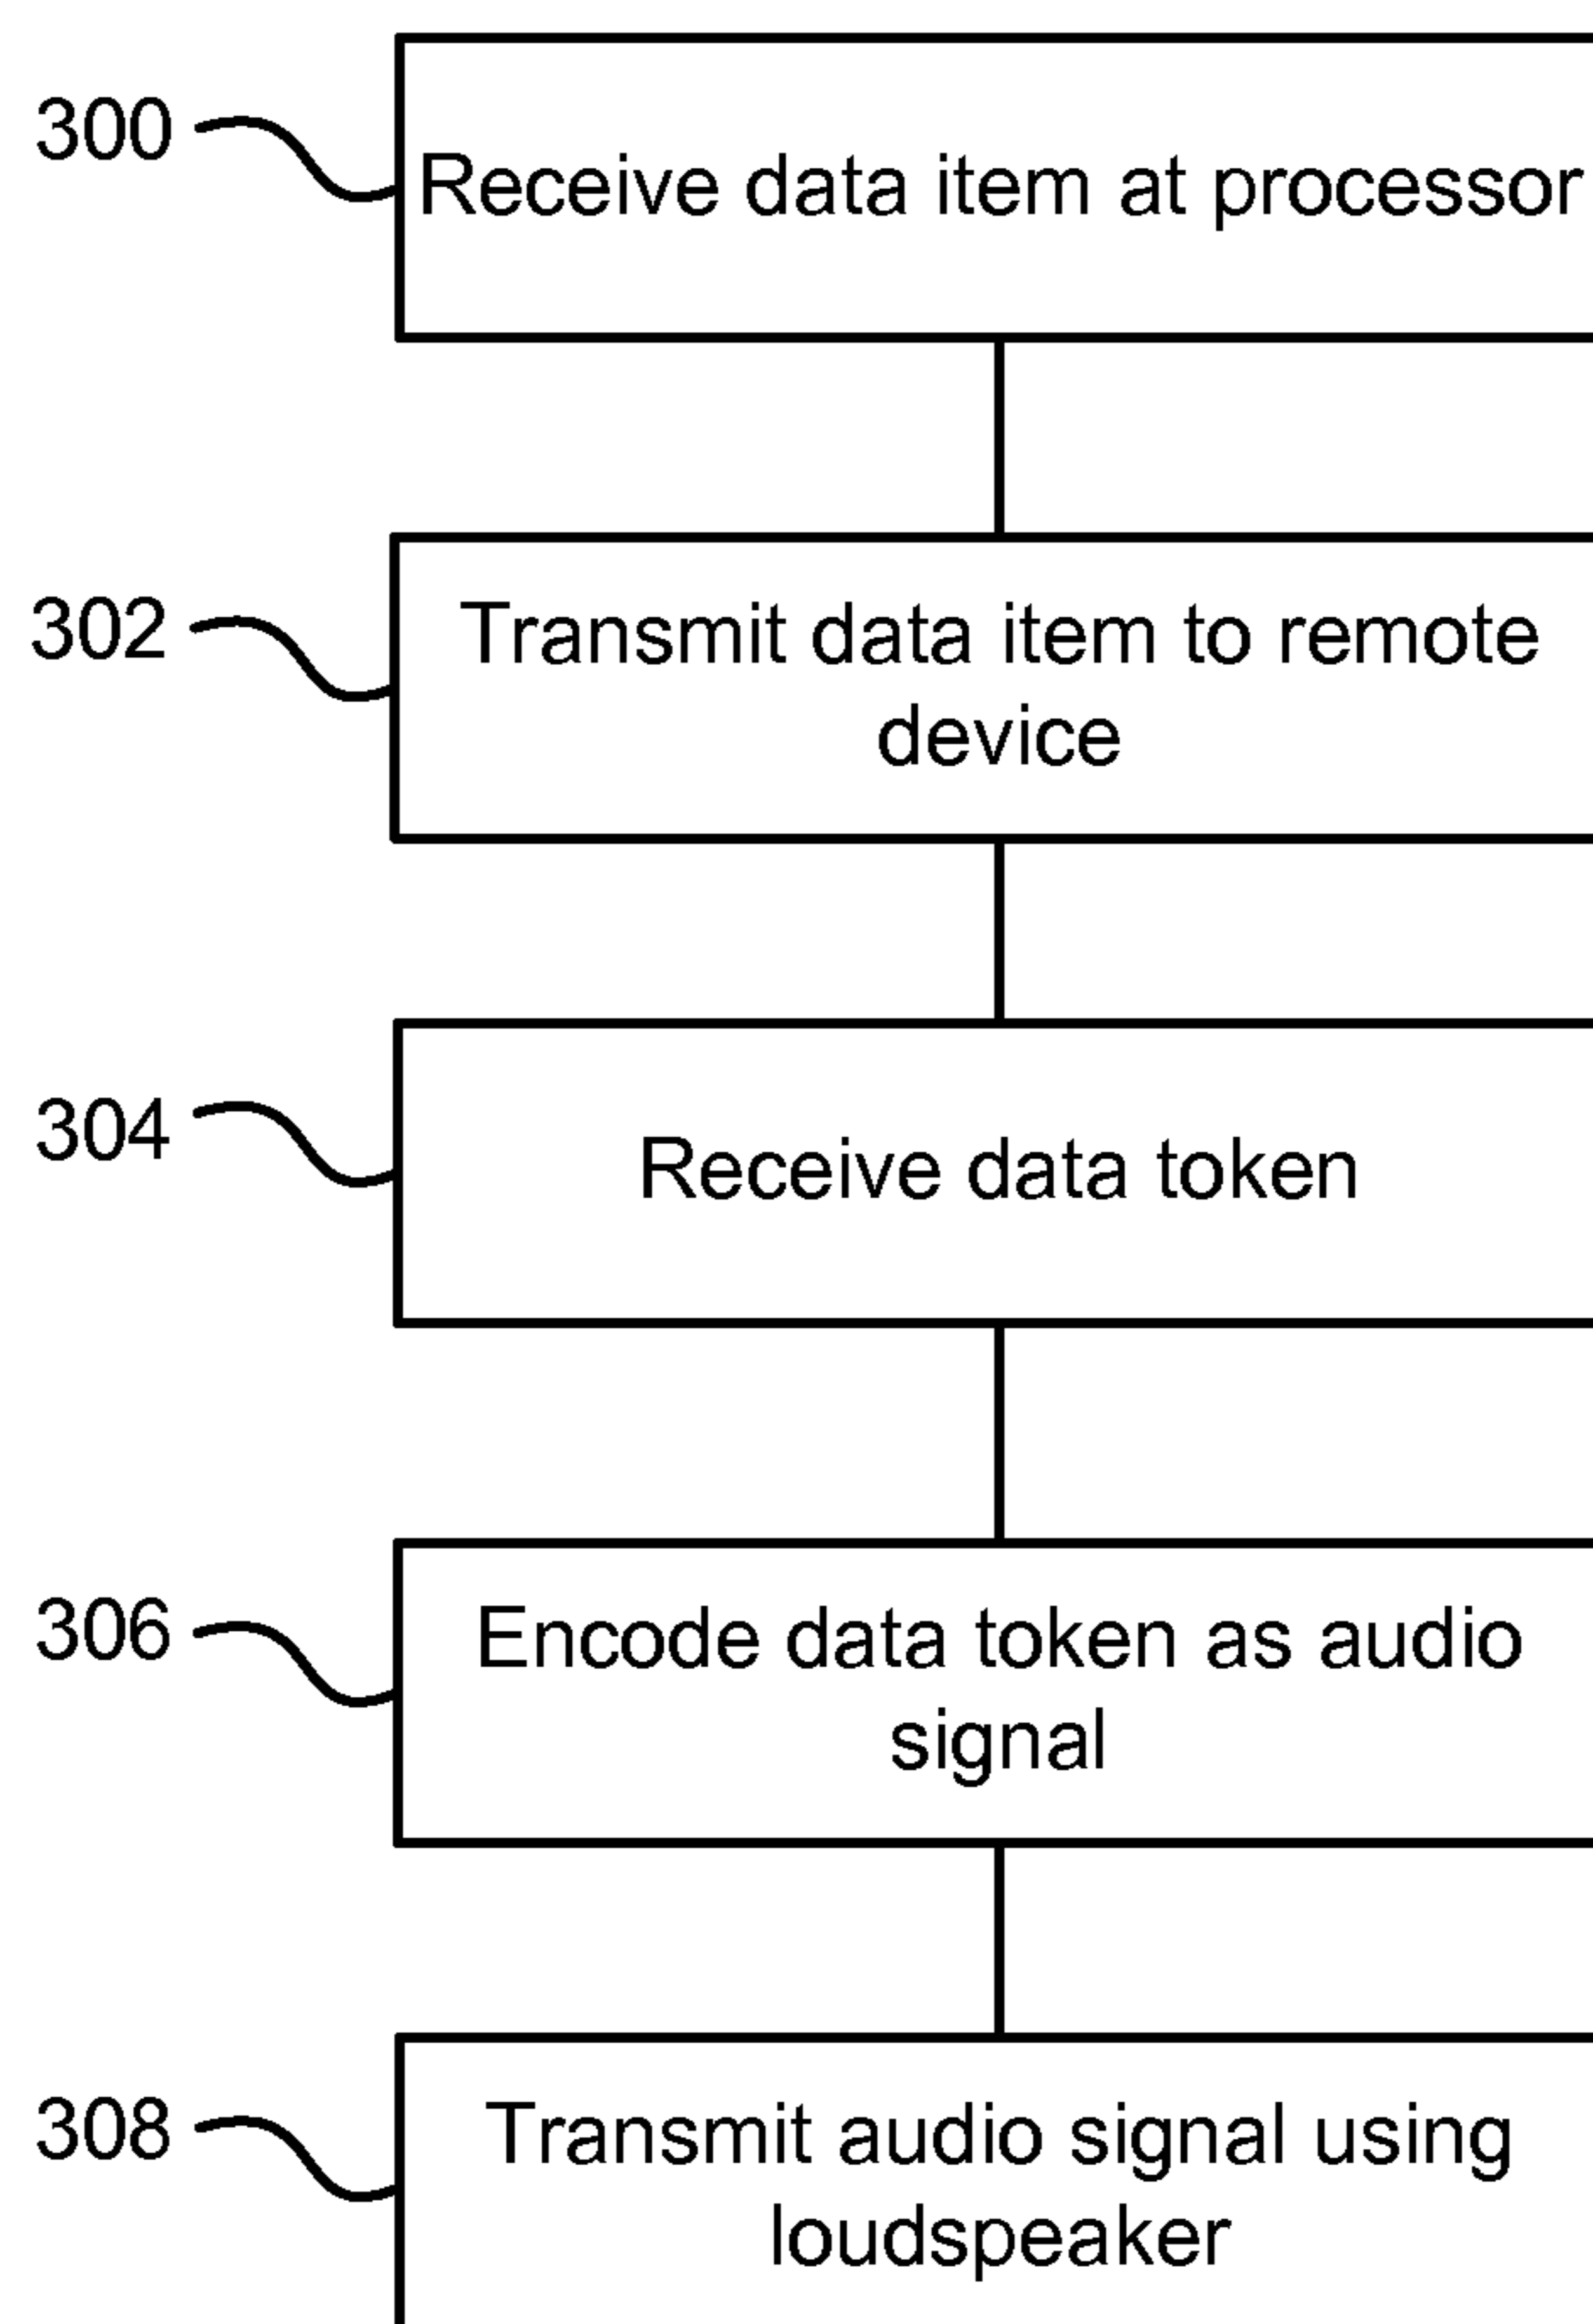 300
Receive data item at processor
302
Transmit data item to remote
device
304
Receive data token
306
Encode data token as audio
signal
308
Transmit audio signal using
loudspeaker